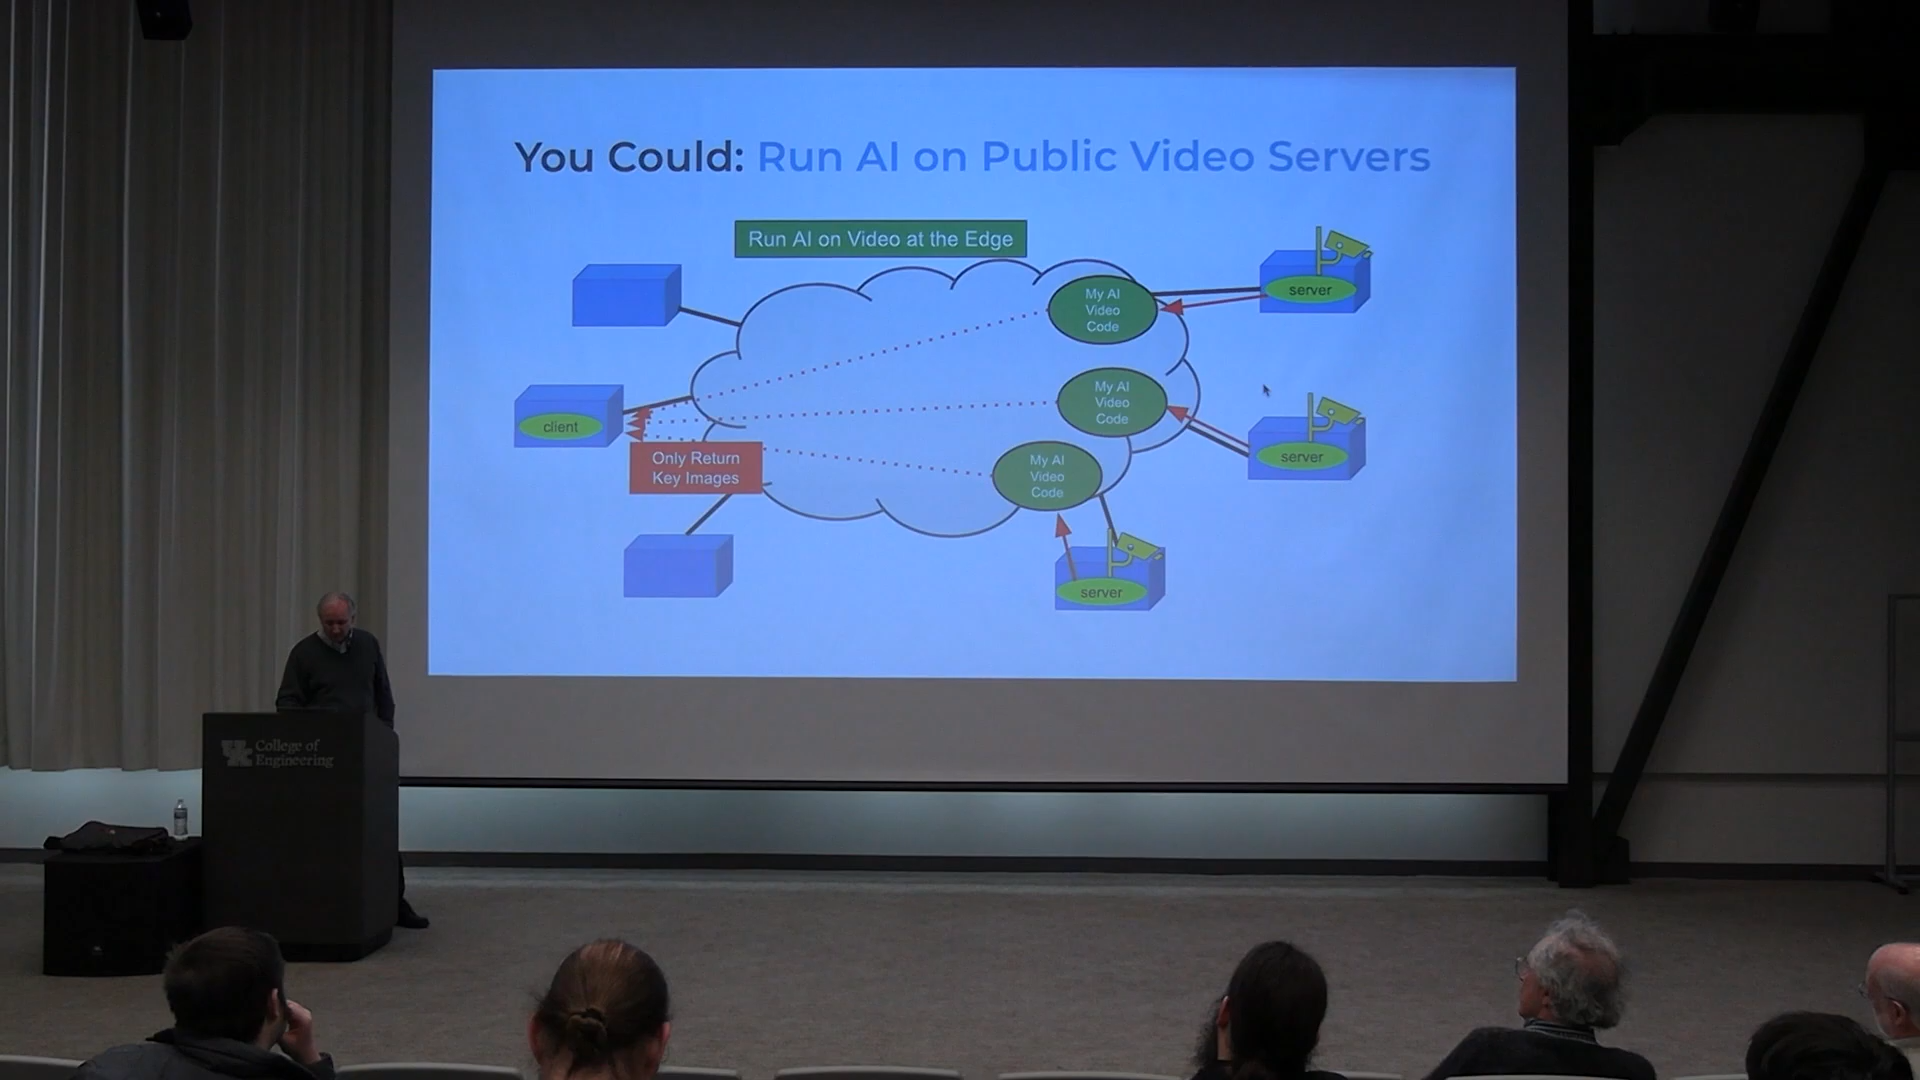 You Could: Run AI on Public Video Servers
Run AI on Video at the Edge
My AI
Video
Code
server
My AI
Video
Code
server
client
Only Return
Key Images
My AI
Video
Code
server
College of
Engineering